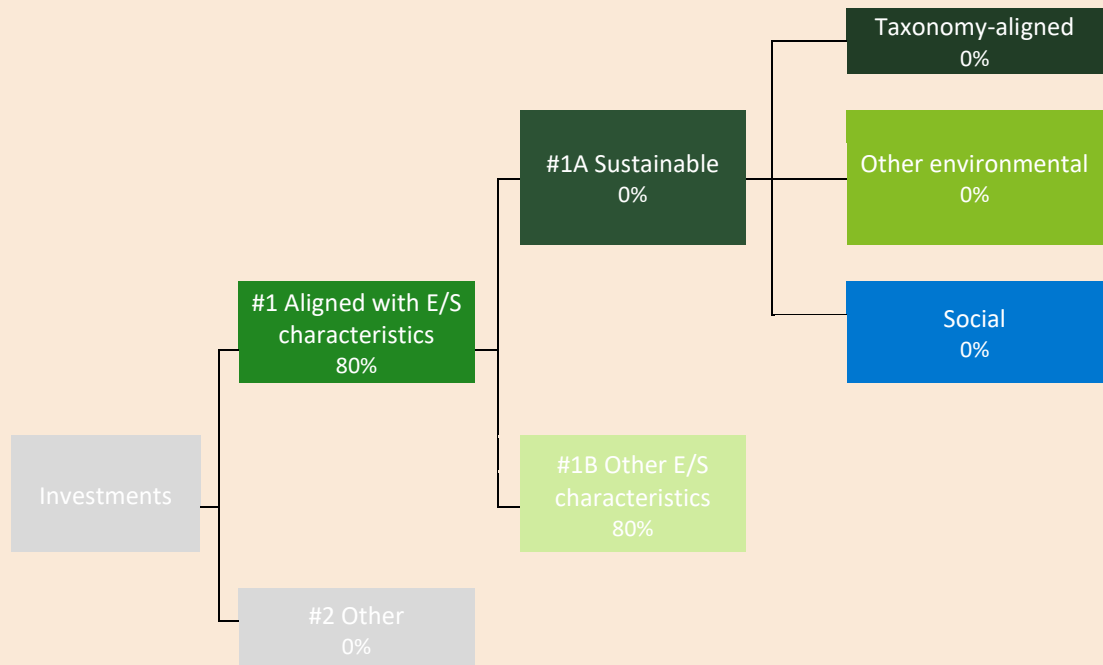 Taxonomy-aligned
0%
#1A Sustainable
0%
Other environmental
0%
#1 Aligned with E/S
characteristics
80%
Social
0%
Investments
#1B Other E/S
characteristics
80%
#2 Other
0%